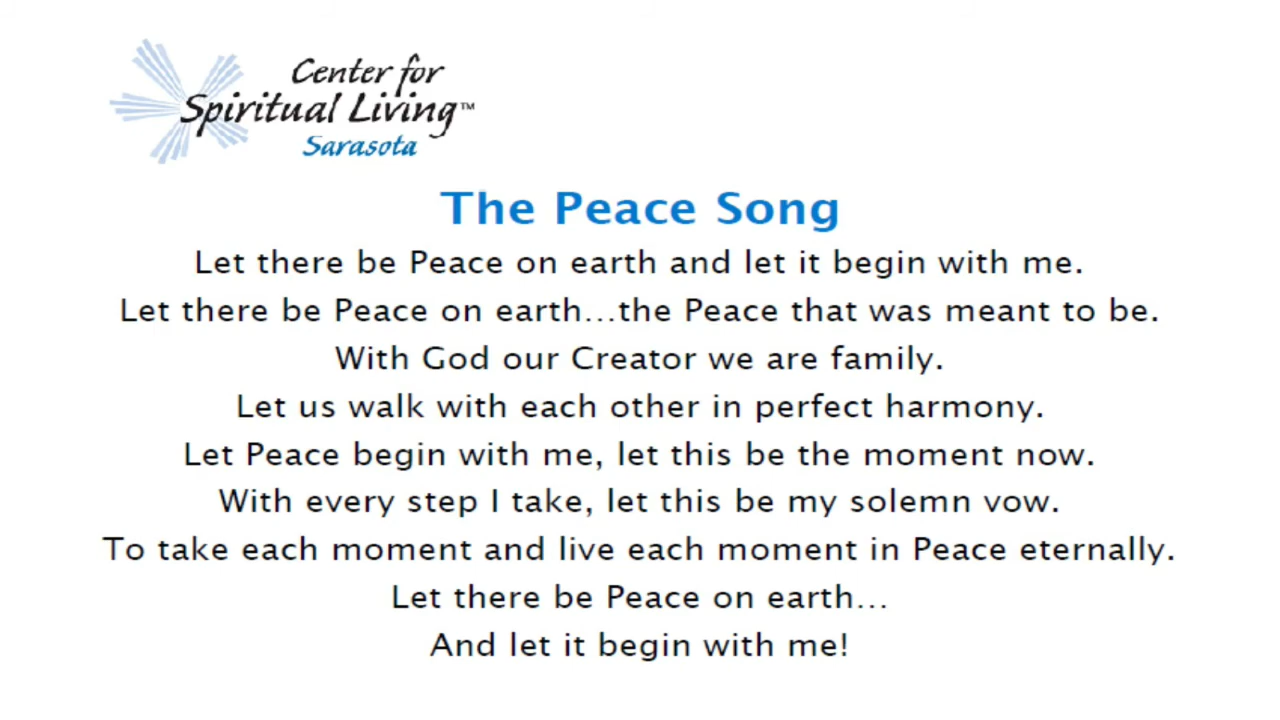 Center for
Spiritual Living™
Sarasota
The Peace Song
Let there be Peace on earth and let it begin with me.
Let there be Peace on earth...the Peace that was meant to be.
With God our Creator we are family.
Let us walk with each other in perfect harmony.
Let Peace begin with me, let this be the moment now.
With every step I take, let this be my solemn vow.
To take each moment and live each moment in Peace eternally.
Let there be Peace on earth...
And let it begin with me!